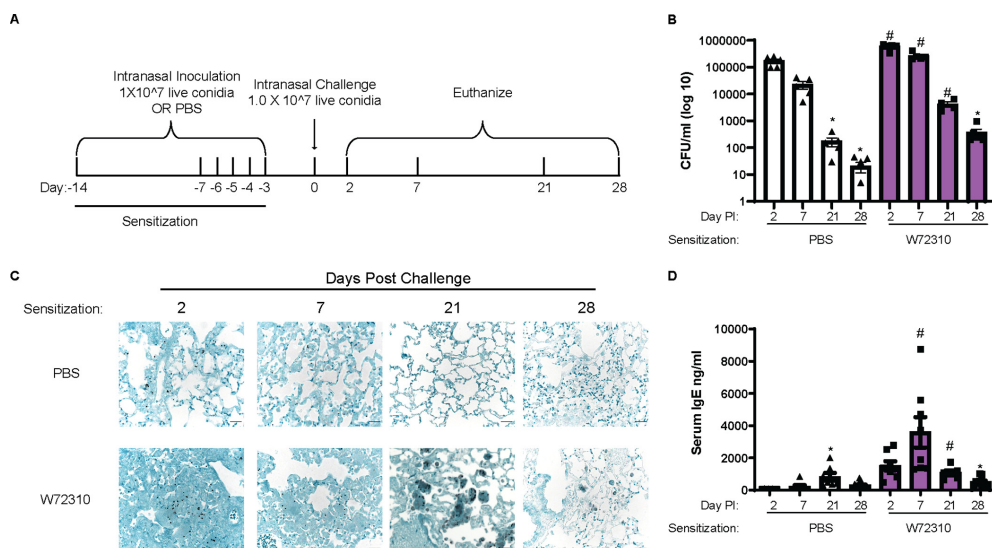 A
Intranasal Inoculation
1X10^7 live conidia
OR PBS
Intranasal Challenge
1.0 X 10^7 live conidia
Euthanize
Day:-14
-7
-6
-5
-4
-3
0
2
7
21
28
Sensitization
B
CFU/ml (log 10)
1000000
100000
10000
1000
100
10
1
*
*
#
#
#
*
Day PI:
2
7
21
28
2
7
21
28
Sensitization:
PBS
W72310
C
Days Post Challenge
Sensitization:
2
7
21
28
PBS
W72310
D
Serum IgE ng/ml
10000
8000
6000
4000
2000
0
*
#
#
*
Day PI:
2
7
21
28
2
7
21
28
Sensitization:
PBS
W72310